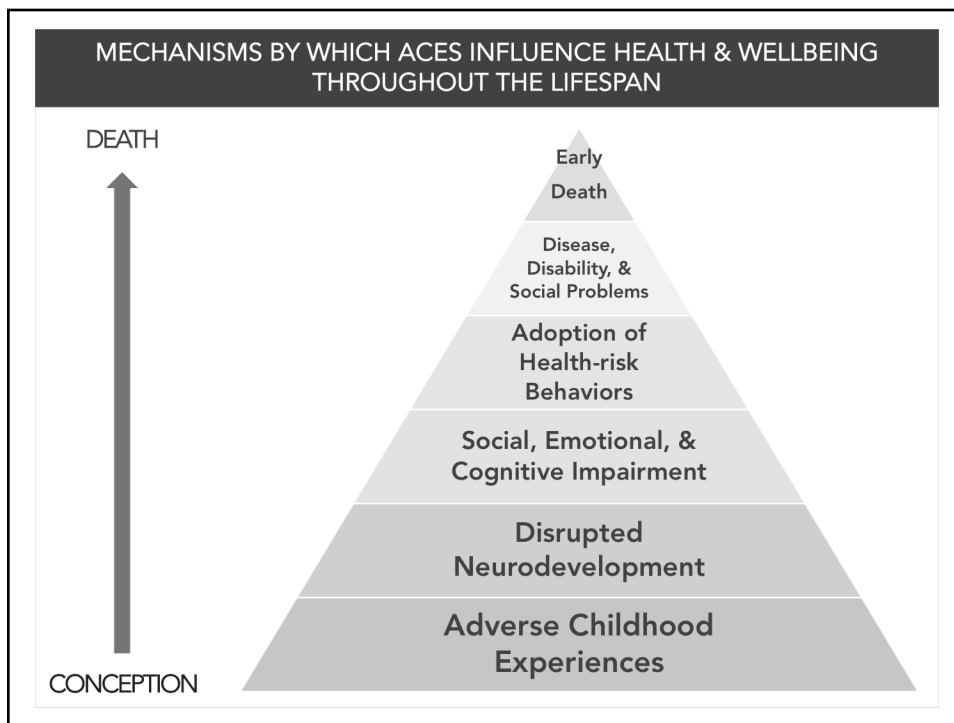 MECHANISMS BY WHICH ACES INFLUENCE HEALTH & WELLBEING
THROUGHOUT THE LIFESPAN
DEATH
Early
Death
Disease,
Disability, &
Social Problems
Adoption of
Health-risk
Behaviors
Social, Emotional, &
Cognitive Impairment
Disrupted
Neurodevelopment
Adverse Childhood
Experiences
CONCEPTION